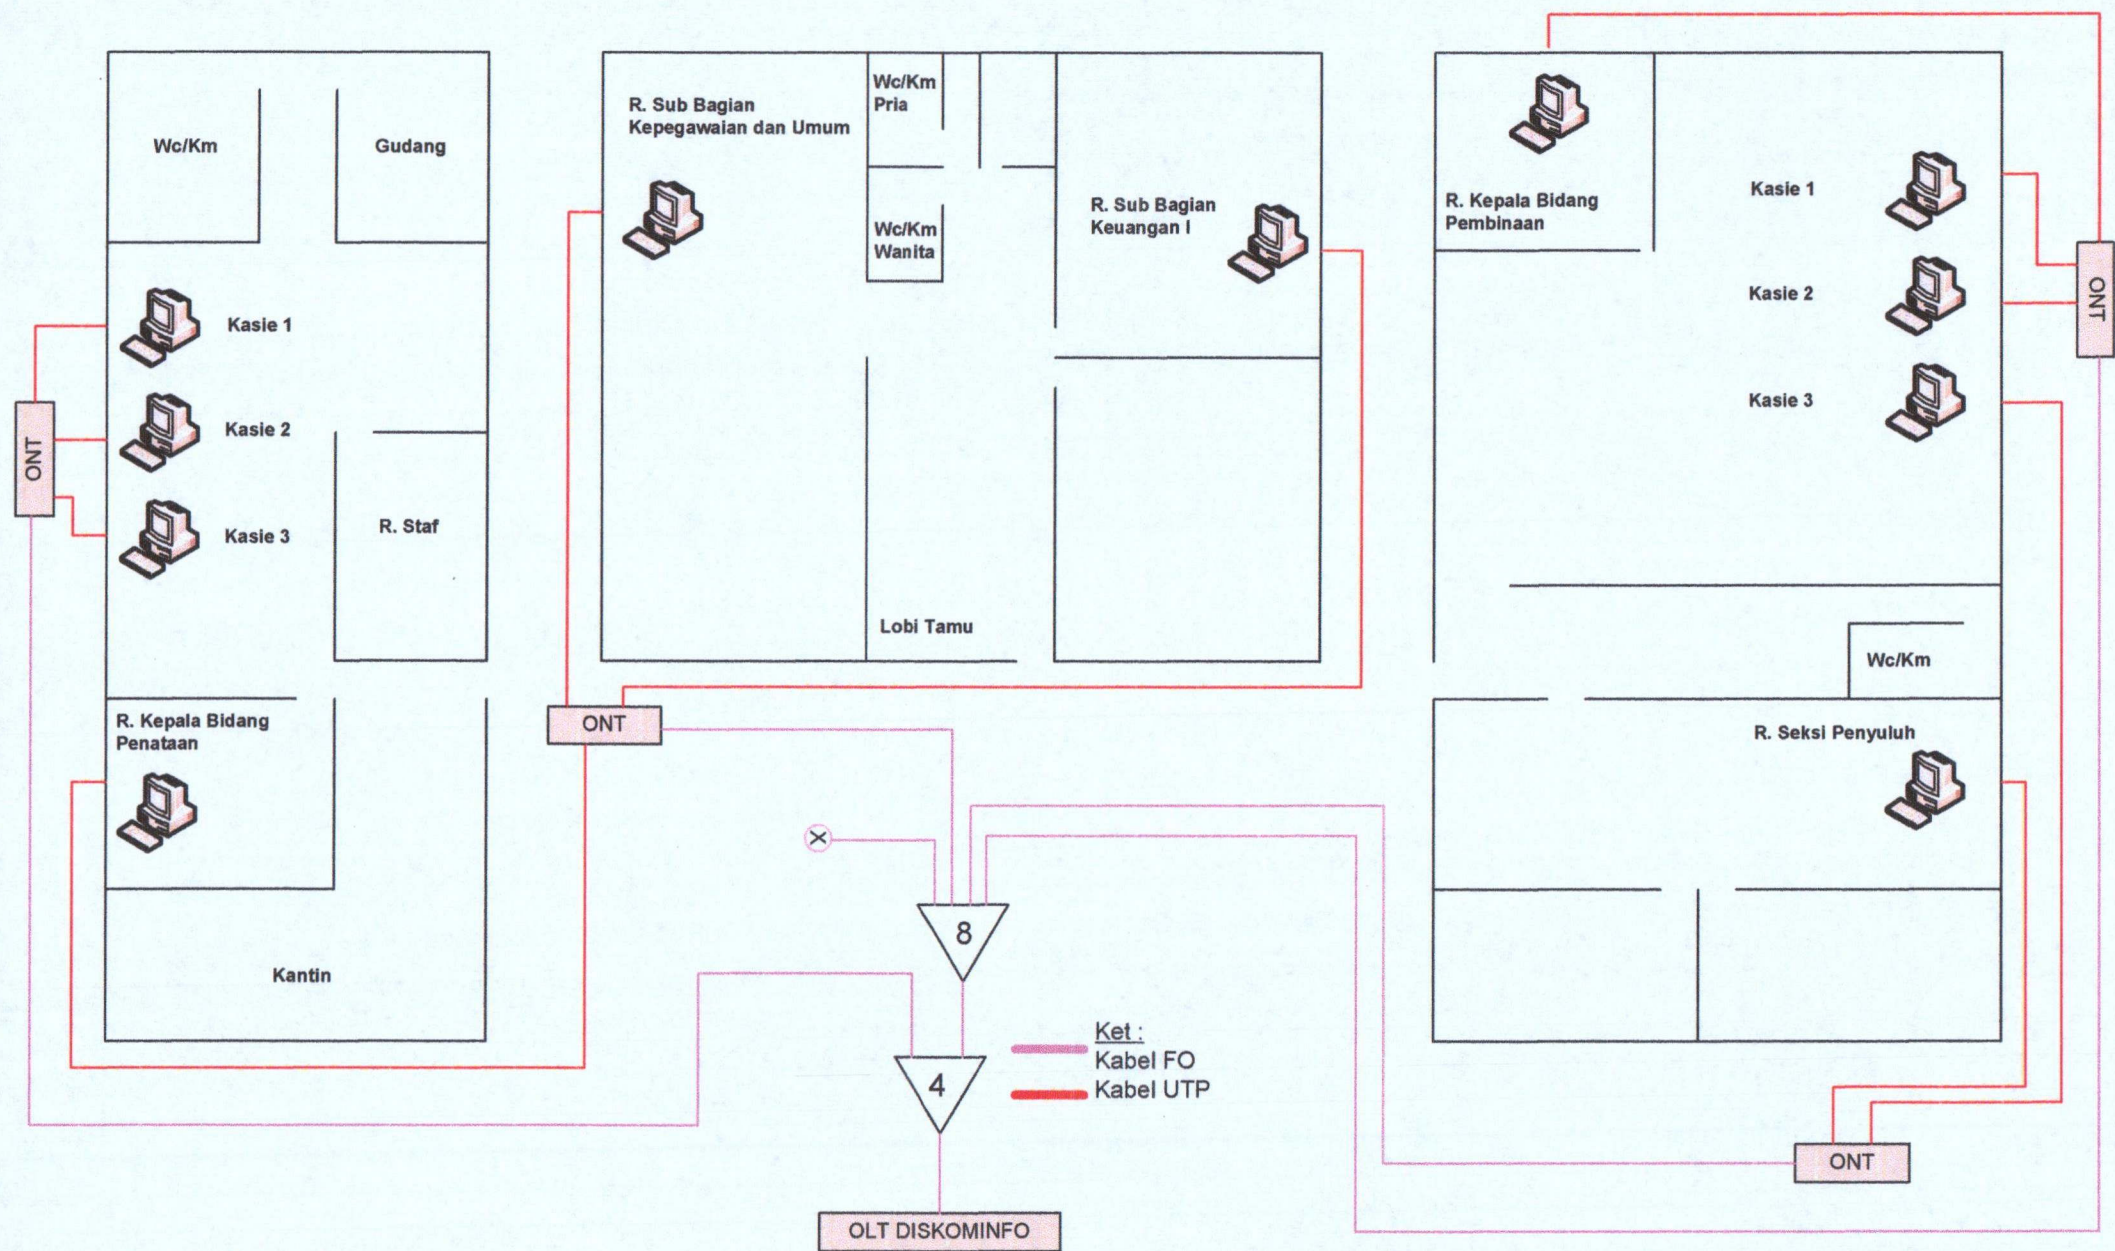 Wc/Km
Gudang
Kasie 1
Kasie 2
Kasie 3
ONT
R. Staf
R. Kepala Bidang
Penataan
Kantin
R. Sub Bagian
Kepegawaian dan Umum
Wc/Km
Pria
Wc/Km
Wanita
R. Sub Bagian
Keuangan I
Lobi Tamu
ONT
X
8
4
Ket :
Kabel FO
Kabel UTP
OLT DISKOMINFO
R. Kepala Bidang
Pembinaan
Kasie 1
Kasie 2
Kasie 3
ONT
Wc/Km
R. Seksi Penyuluh
ONT